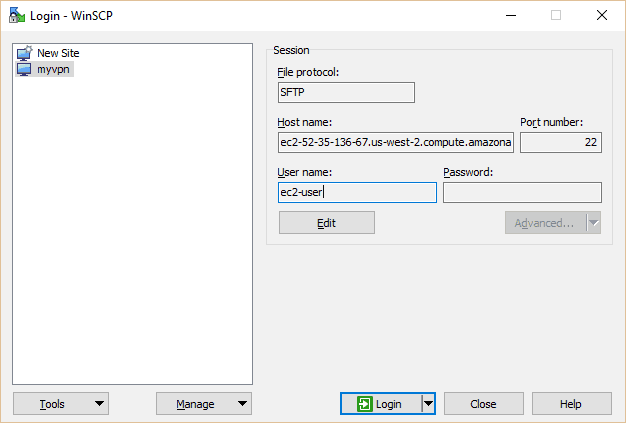 Login - WinSCP
New Site
myvpn
Session
File protocol:
SFTP
Host name:
Port number:
ec2-52-35-136-67.us-west-2.compute.amazona
22
User name:
Password:
ec2-user
Edit
Advanced...
Tools
Manage
Login
Close
Help